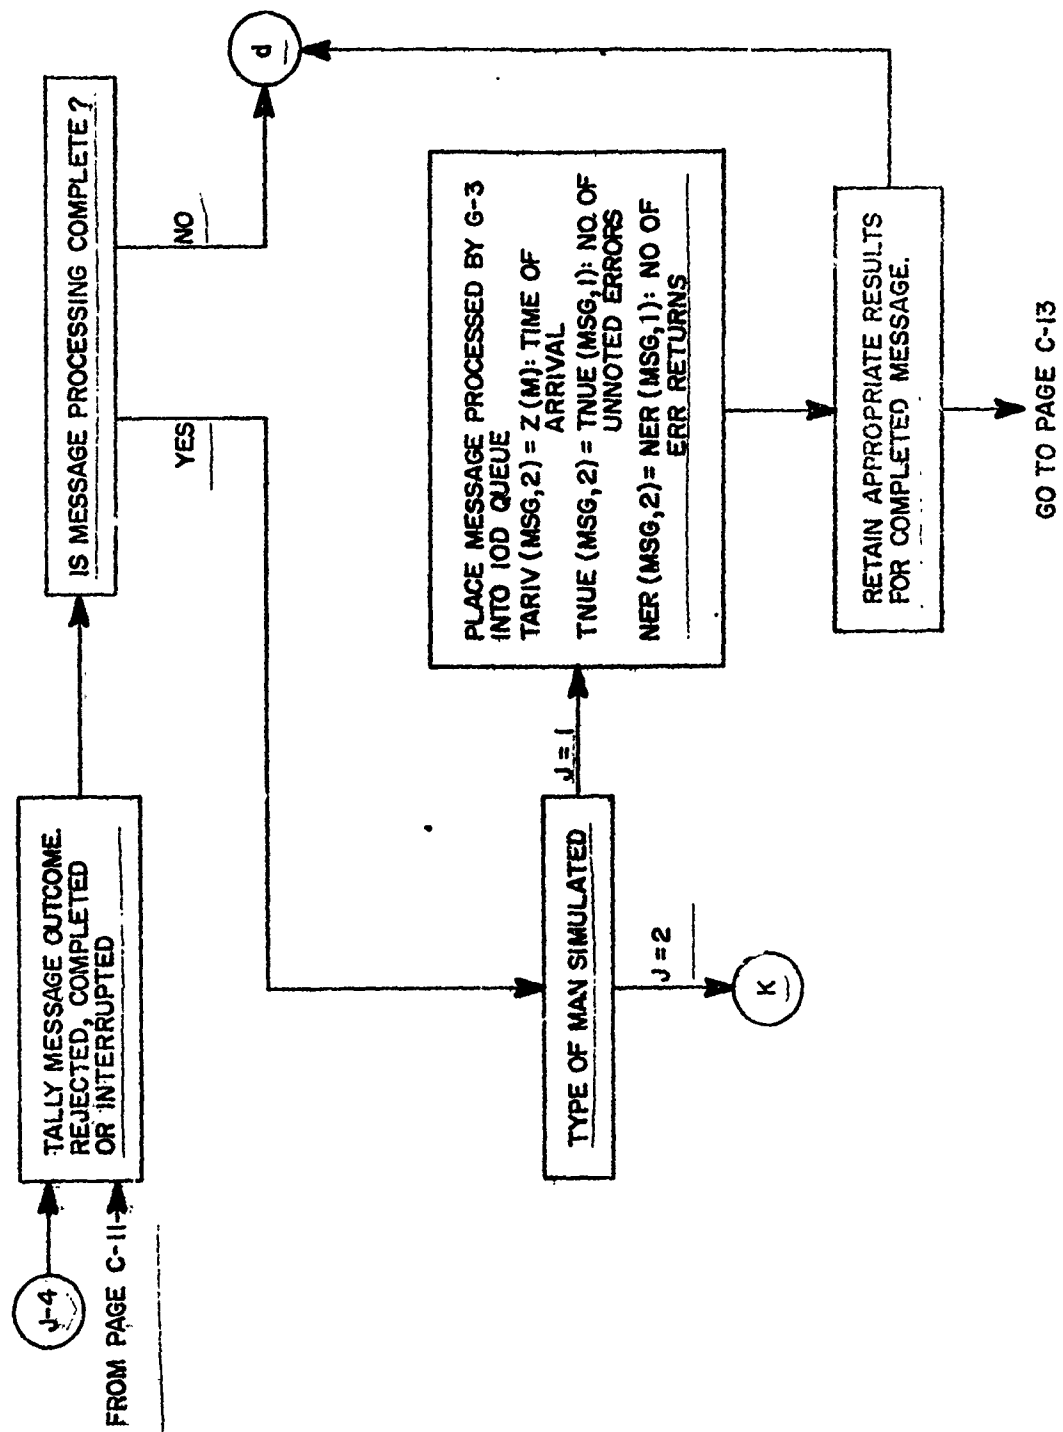 J-4
FROM PAGE C-11
TALLY MESSAGE OUTCOME.
REJECTED, COMPLETED
OR INTERRUPTED
IS MESSAGE PROCESSING COMPLETE?
YES
NO
d
TYPE OF MAN SIMULATED
J=1
J=2
K
PLACE MESSAGE PROCESSED BY G-3
INTO IOD QUEUE
TARIV (MSG,2) = Z (M): TIME OF
ARRIVAL
TNUE (MSG,2) = TNUE (MSG,1): NO. OF
UNNOTED ERRORS
NER (MSG,2) = NER (MSG,1): NO OF
ERR RETURNS
RETAIN APPROPRIATE RESULTS
FOR COMPLETED MESSAGE.
GO TO PAGE C-13